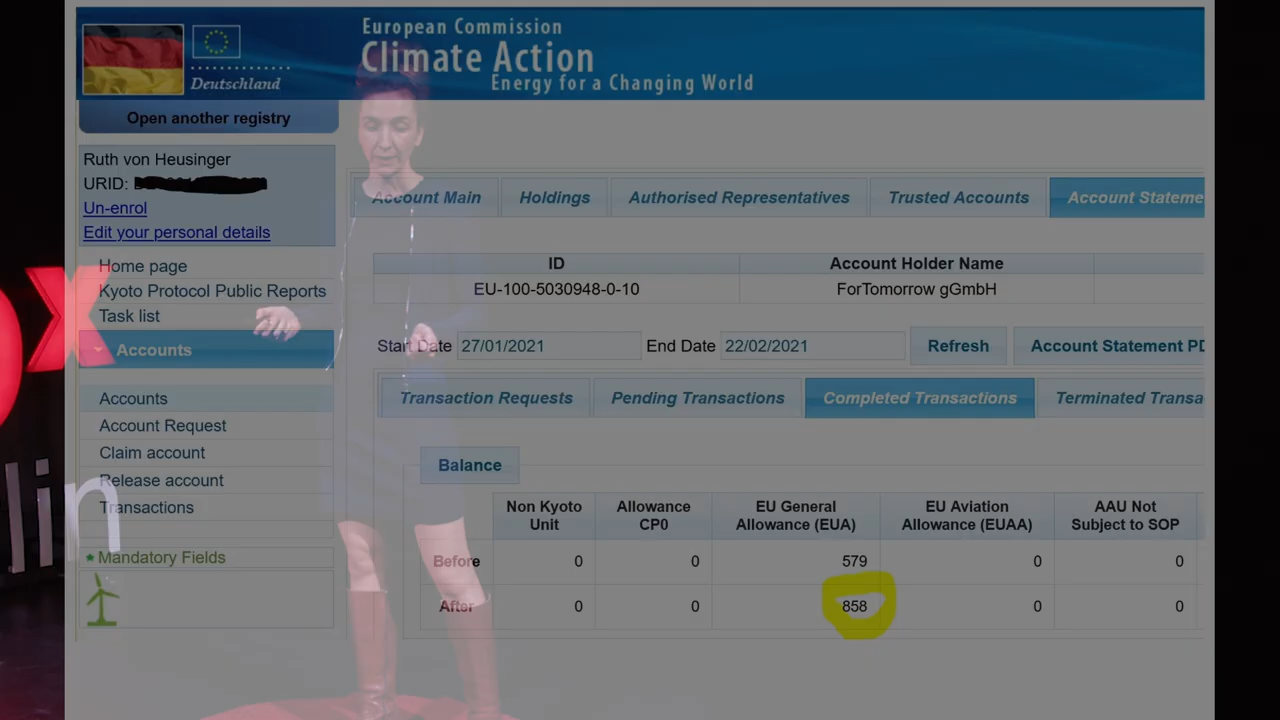 European Commission
Climate Action
Energy for a Changing World
Deutschland
Open another registry
Ruth von Heusinger
URID:
Un-enrol
Edit your personal details
Home page
Kyoto Protocol Public Reports
Task list
Accounts
Accounts
Account Request
Claim account
Release account
Transactions
Mandatory Fields
Account Main Holdings Authorised Representatives Trusted Accounts Account Stateme
ID Account Holder Name
EU-100-5030948-0-10 ForTomorrow gGmbH
Start Date 27/01/2021 End Date 22/02/2021 Refresh Account Statement PD
Transaction Requests Pending Transactions Completed Transactions Terminated Transa
Balance
Non Kyoto Unit Allowance CP0 EU General Allowance (EUA) EU Aviation Allowance (EUAA) AAU Not Subject to SOP
Before 0 0 579 0 0
After 0 0 858 0 0
x
lin